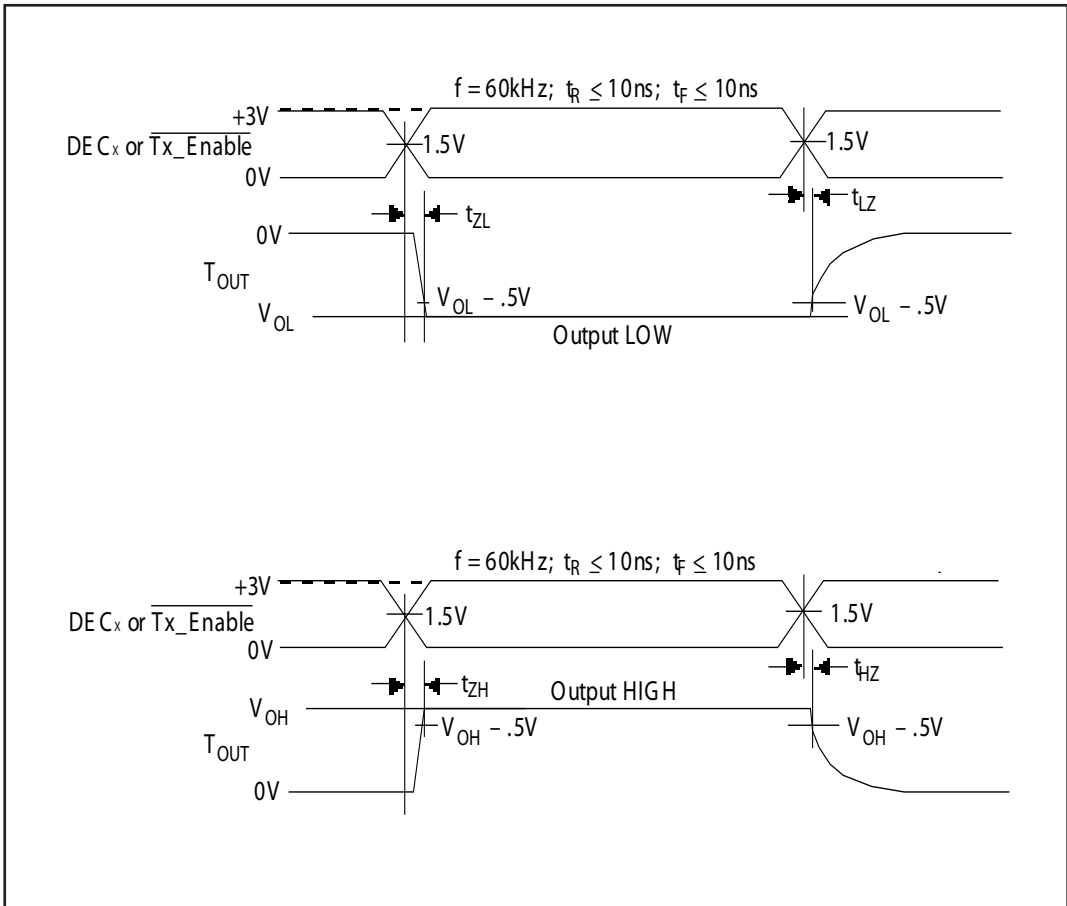 f = 60kHz; tR ≤ 10ns; tF ≤ 10ns
+3V
DECx or Tx_Enable
1.5V
1.5V
0V
tZL
tLZ
0V
TOUT
VOL – .5V
VOL – .5V
VOL
Output LOW
f = 60kHz; tR ≤ 10ns; tF ≤ 10ns
+3V
DECx or Tx_Enable
1.5V
1.5V
0V
tZH
tHZ
Output HIGH
VOH
VOH – .5V
VOH – .5V
TOUT
0V